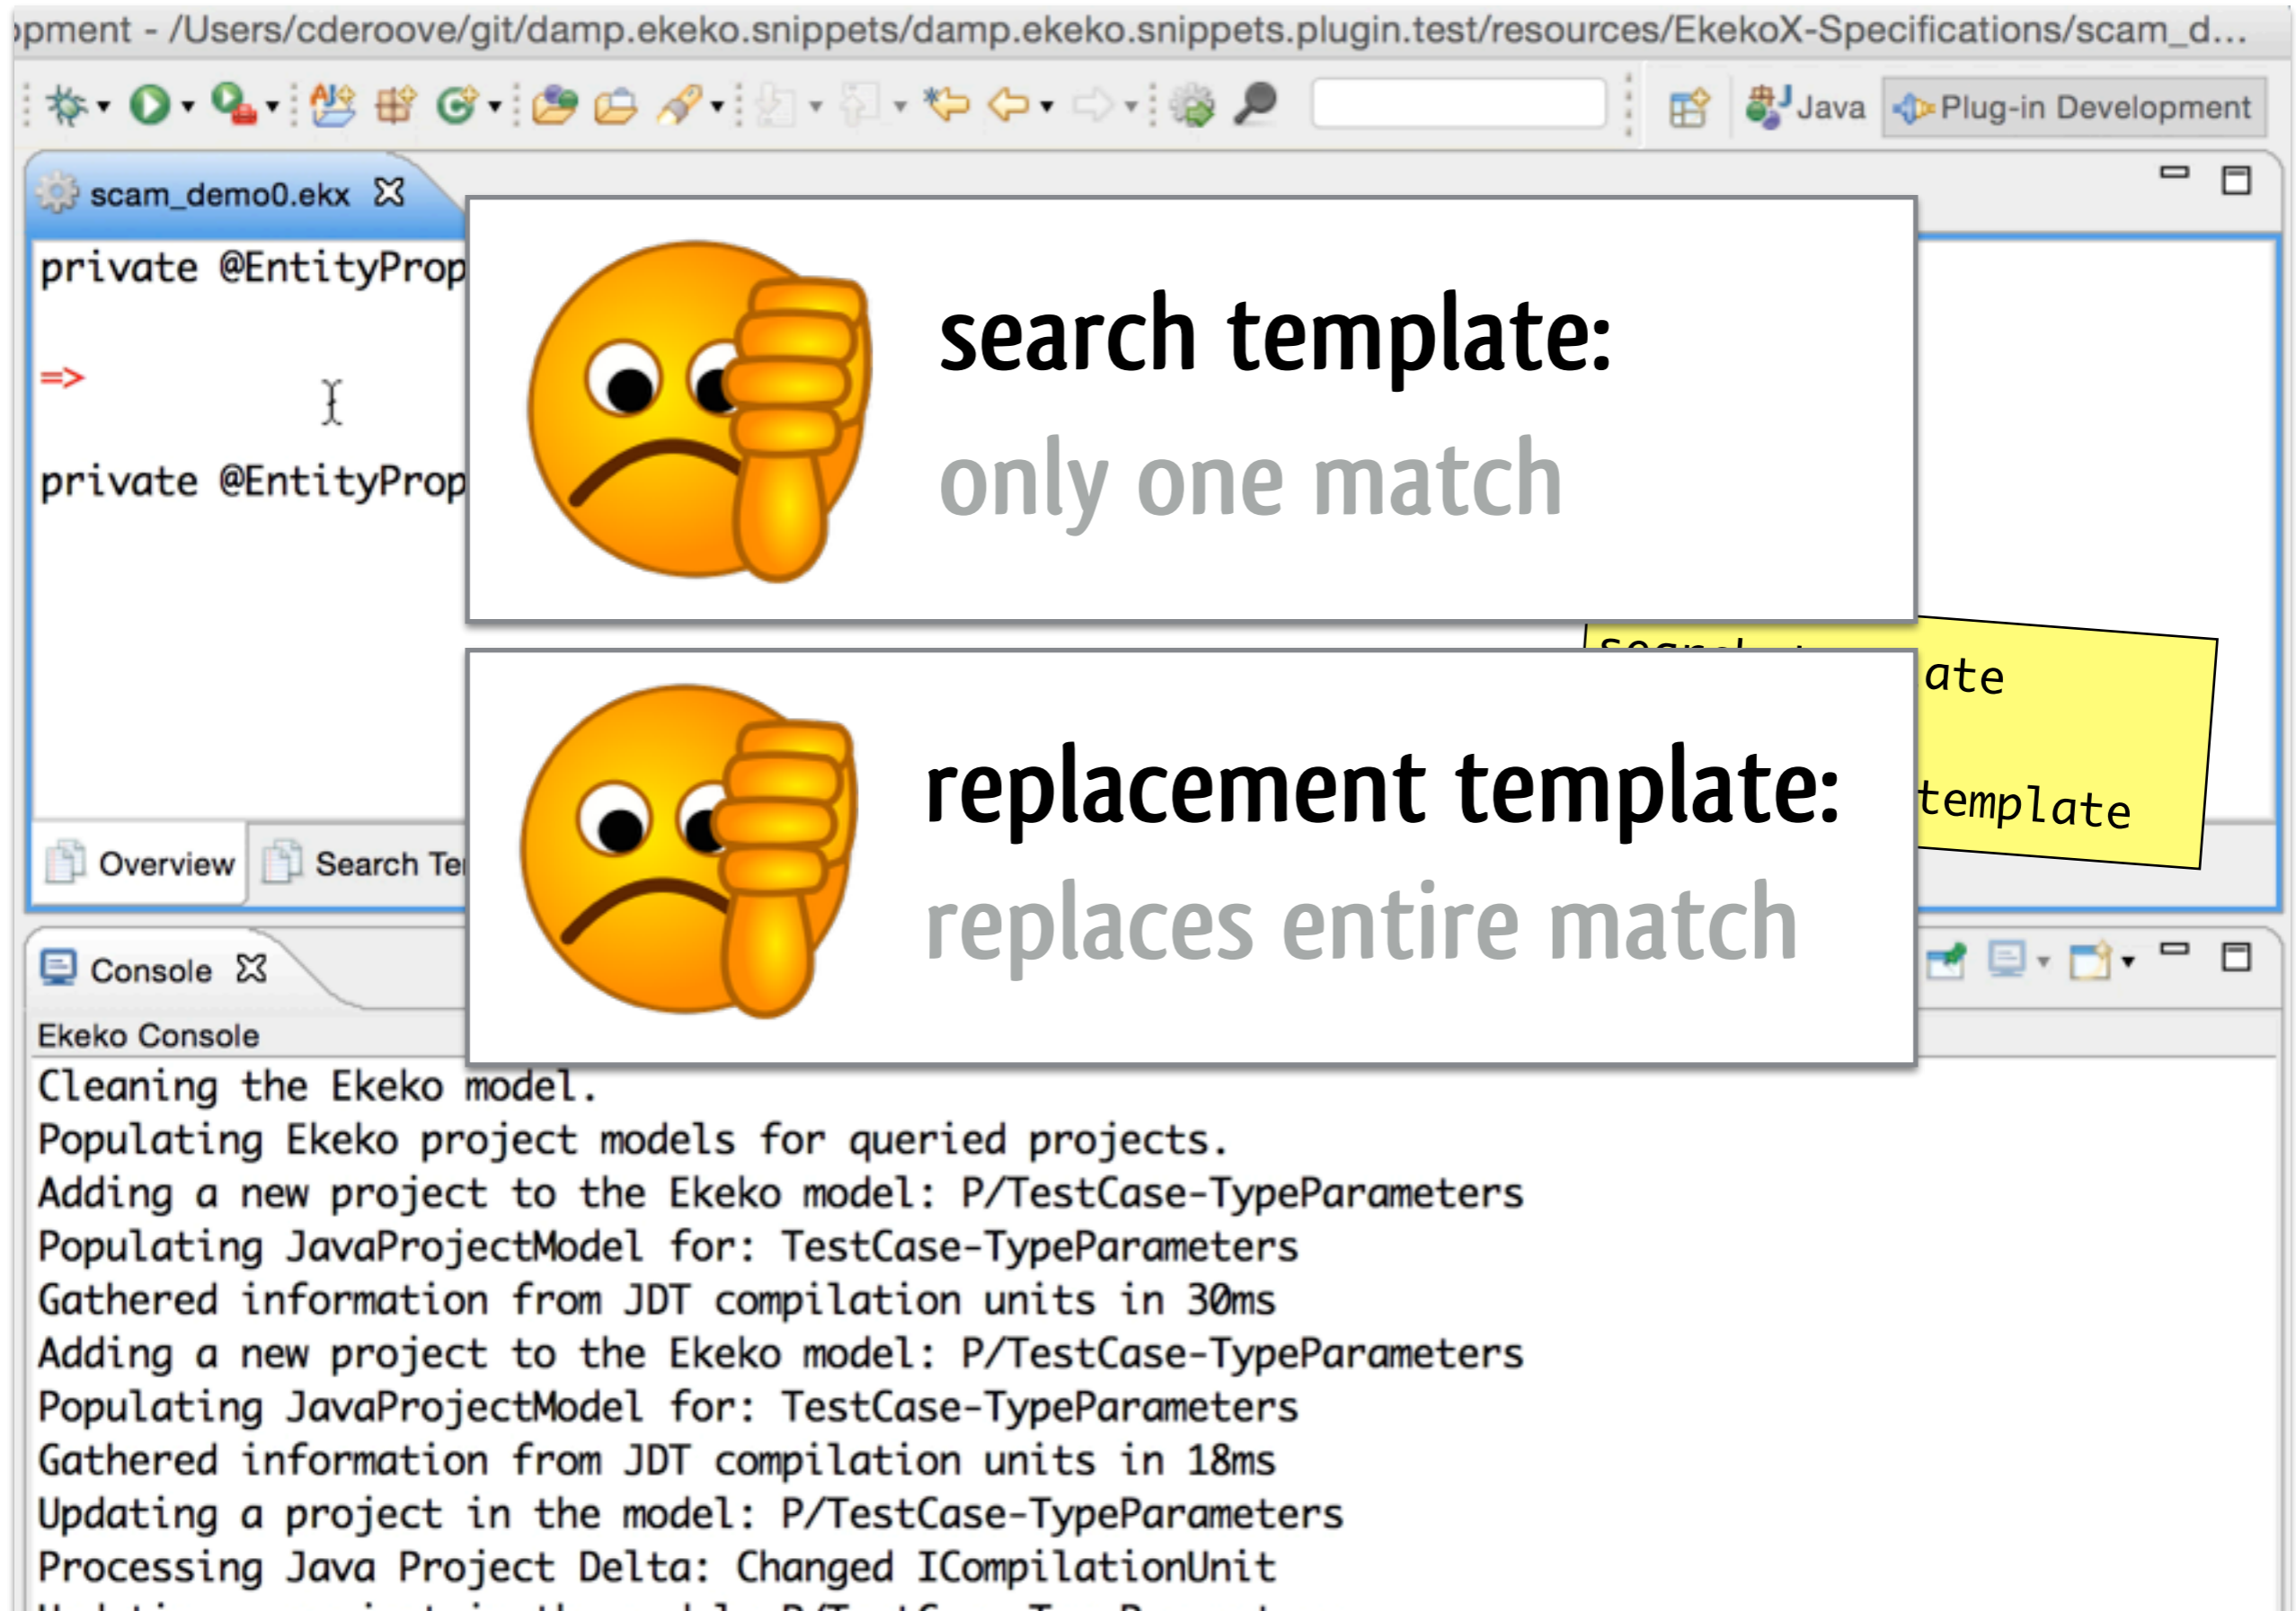 opment - /Users/cderoove/git/damp.ekeko.snippets/damp.ekeko.snippets.plugin.test/resources/EkekoX-Specifications/scam_d...
Java
Plug-in Development
scam_demo0.ekx
private @EntityProp
=>
private @EntityProp
search template:
only one match
search
ate
replacement template:
template
replaces entire match
Overview
Search Te
Console
Ekeko Console
Cleaning the Ekeko model.
Populating Ekeko project models for queried projects.
Adding a new project to the Ekeko model: P/TestCase-TypeParameters
Populating JavaProjectModel for: TestCase-TypeParameters
Gathered information from JDT compilation units in 30ms
Adding a new project to the Ekeko model: P/TestCase-TypeParameters
Populating JavaProjectModel for: TestCase-TypeParameters
Gathered information from JDT compilation units in 18ms
Updating a project in the model: P/TestCase-TypeParameters
Processing Java Project Delta: Changed ICompilationUnit